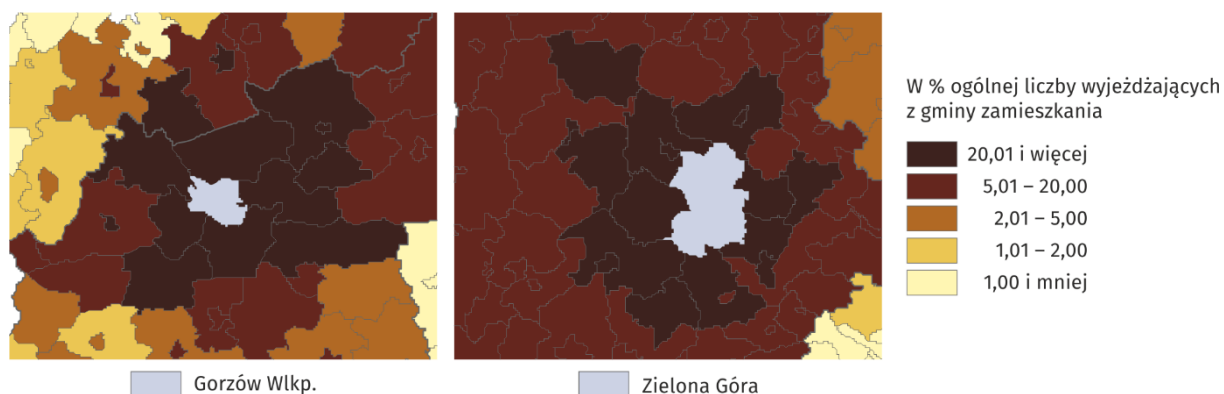 W % ogólnej liczby wyjeżdżających
z gminy zamieszkania
20,01 i więcej
5,01 – 20,00
2,01 – 5,00
1,01 – 2,00
1,00 i mniej
Gorzów Wlkp.
Zielona Góra